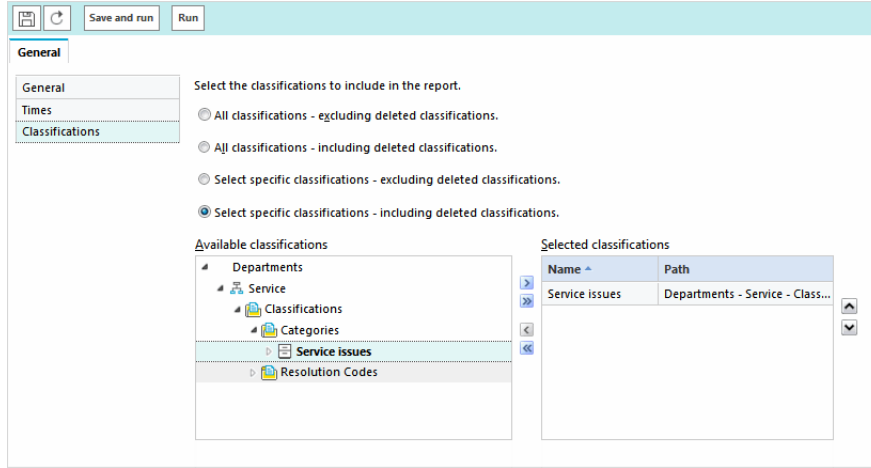 Save and run
Run
General
General
Times
Classifications
Select the classifications to include in the report.
All classifications - excluding deleted classifications.
All classifications - including deleted classifications.
Select specific classifications - excluding deleted classifications.
Select specific classifications - including deleted classifications.
Available classifications
Departments
Service
Classifications
Categories
Service issues
Resolution Codes
Selected classifications
Name Path
Service issues Departments - Service - Class...